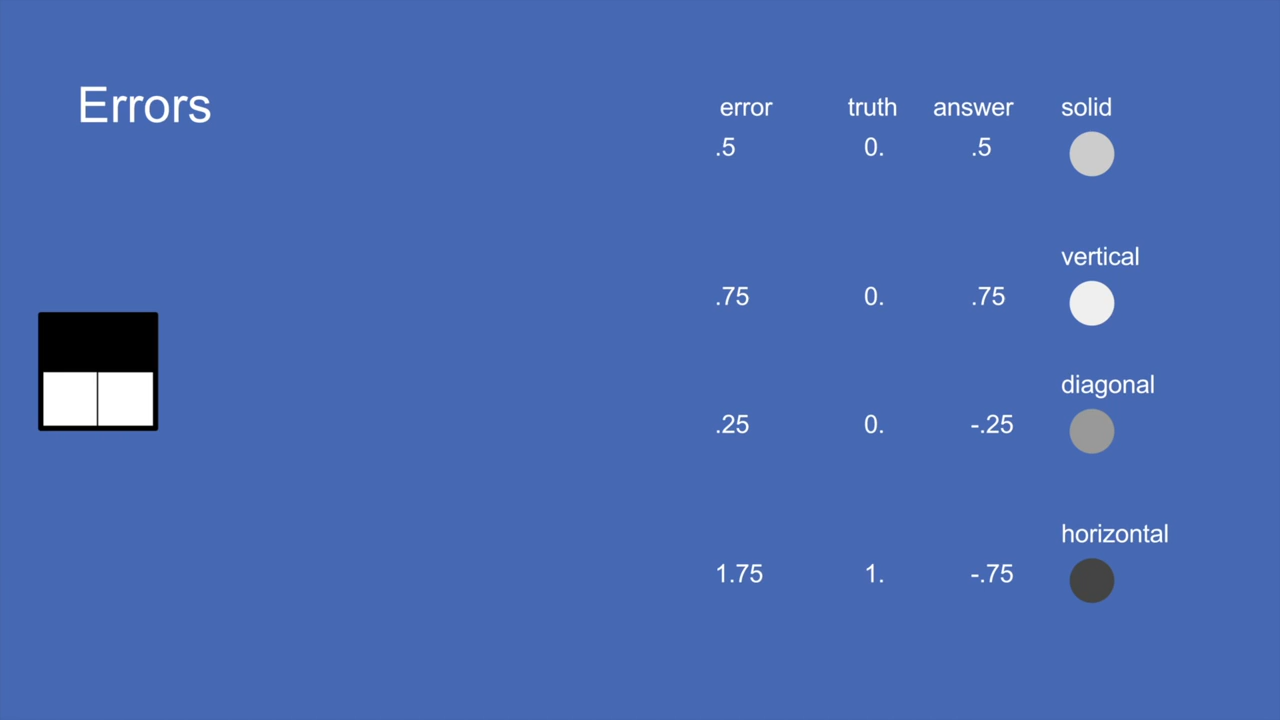 Errors
error truth answer solid
.5 0. .5
vertical
.75 0. .75
diagonal
.25 0. -.25
horizontal
1.75 1. -.75